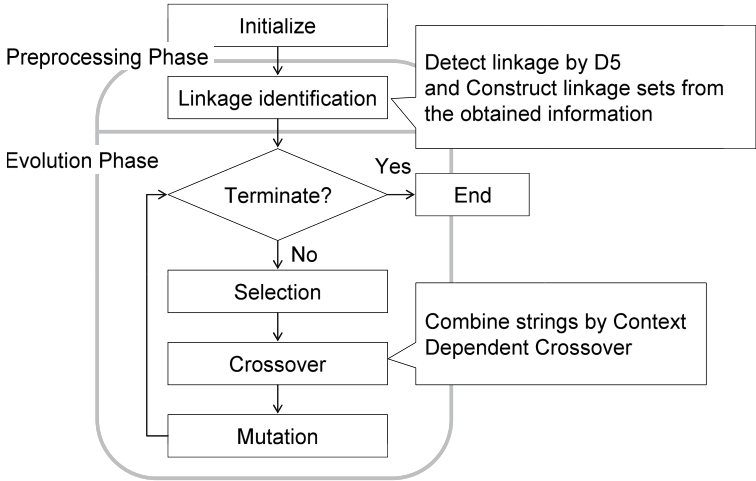 Initialize
Preprocessing Phase
Linkage identification
Detect linkage by D5
and Construct linkage sets from
the obtained information
Evolution Phase
Terminate?
Yes
End
No
Selection
Crossover
Combine strings by Context
Dependent Crossover
Mutation